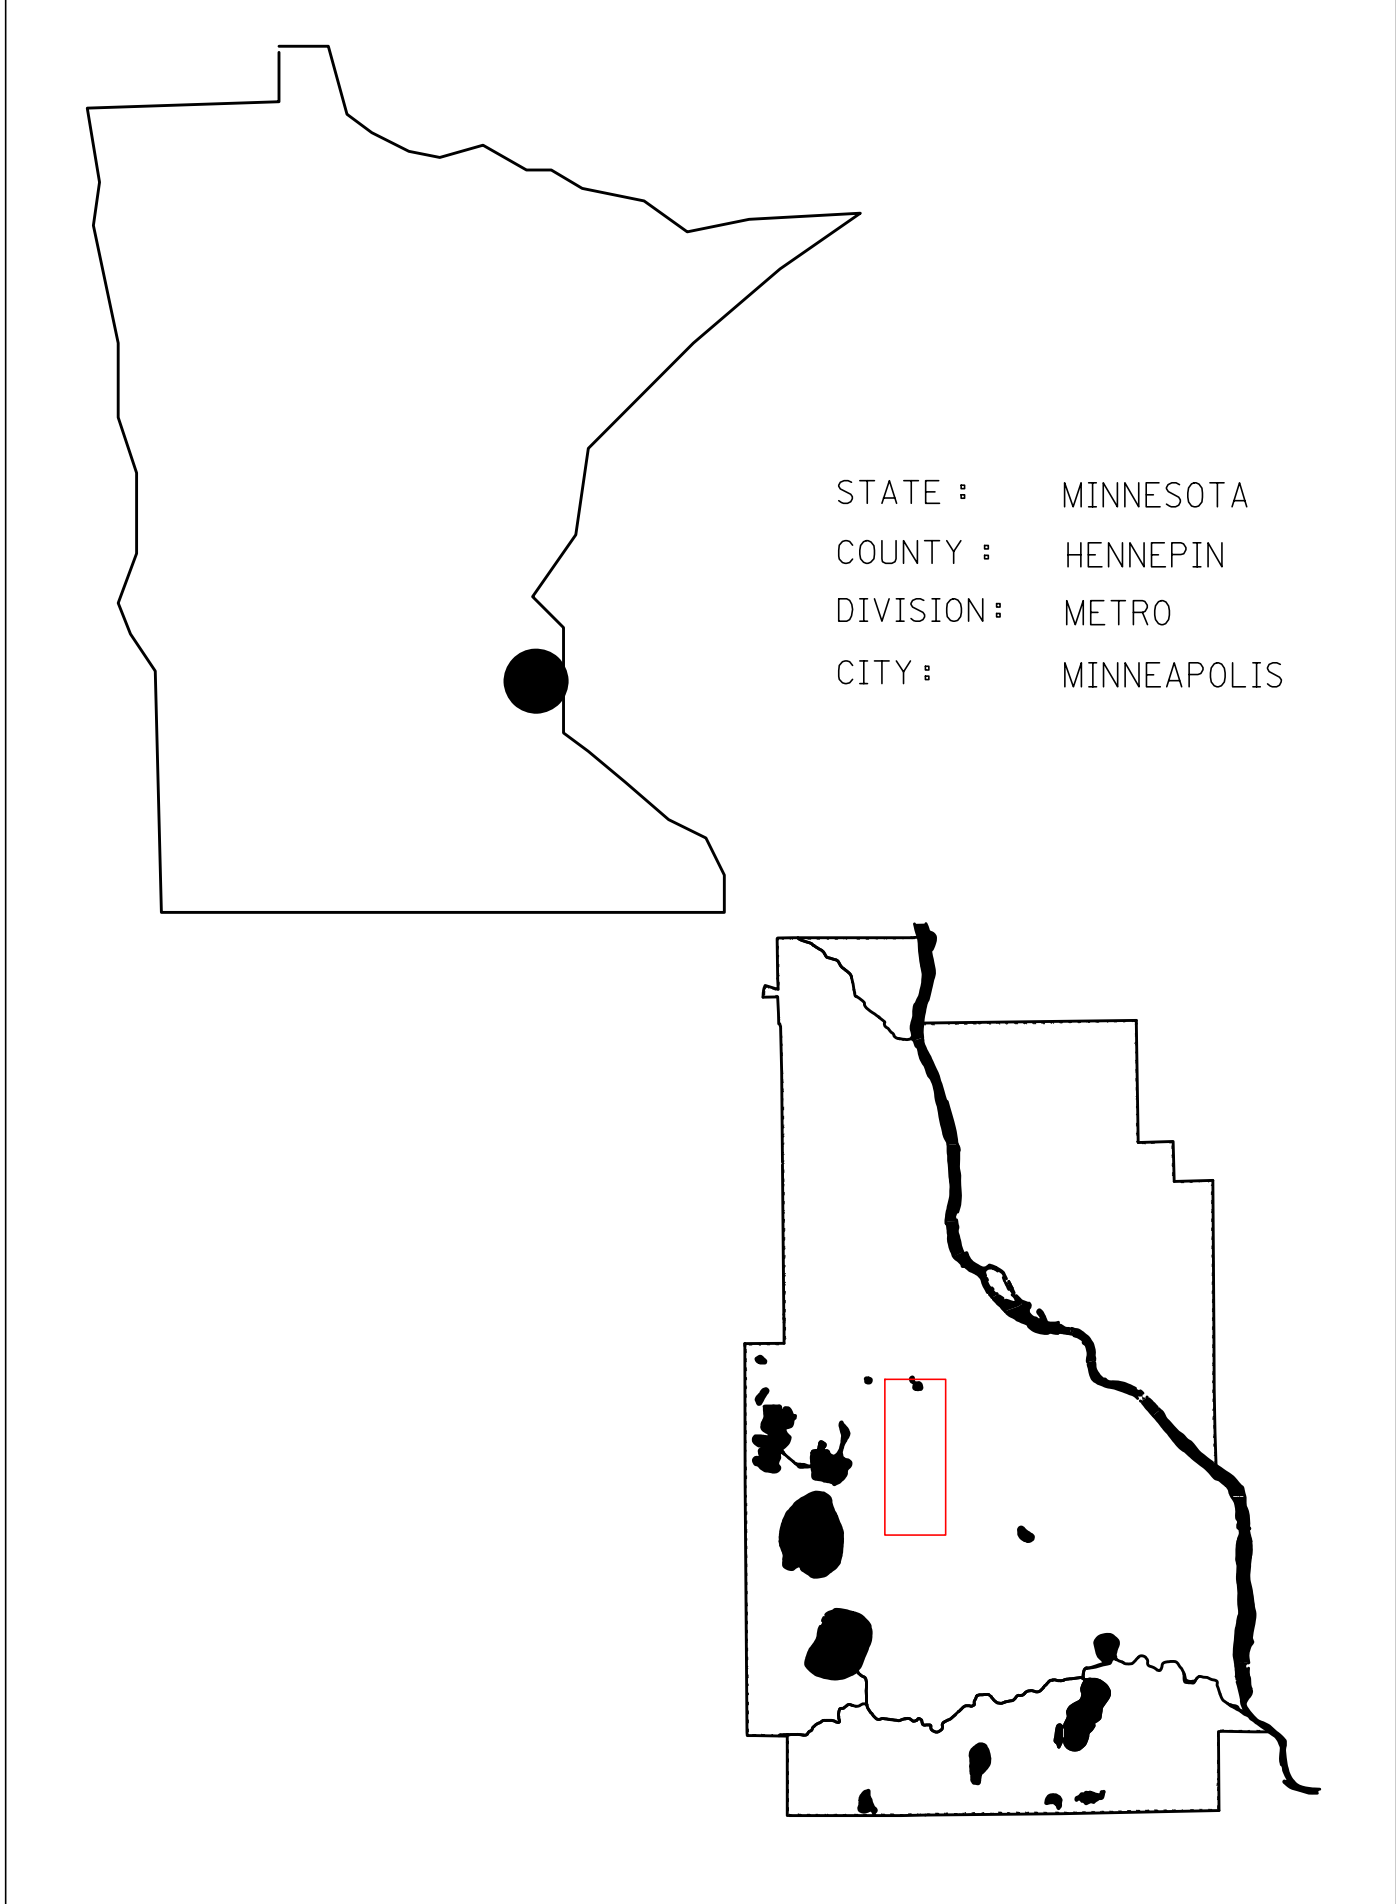 STATE : MINNESOTA
COUNTY : HENNEPIN
DIVISION: METRO
CITY: MINNEAPOLIS